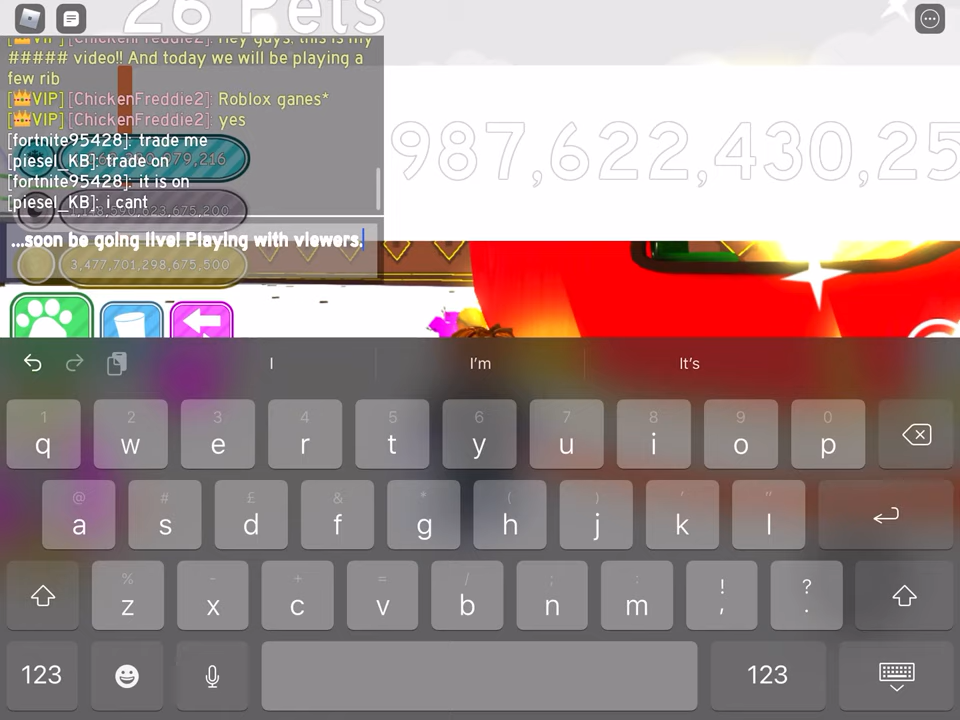 26 Pets
[👑VIP] [ChickenFreddie2]: Hey guys, this is my
##### video!! And today we will be playing a
few rib
[👑VIP] [ChickenFreddie2]: Roblox ganes*
[👑VIP] [ChickenFreddie2]: yes
[fortnite95428]: trade me
[piesel_KB]: trade on
[fortnite95428]: it is on
[piesel_KB]: i cant
987,622,430,25
...soon be going live! Playing with viewers.
3,477,701,298,675,500
I I'm It's
1 2 3 4 5 6 7 8 9 0
q w e r t y u i o p
@ # £ & * ( ) ' "
a s d f g h j k l
% - + = / ; : ! ?
z x c v b n m , .
123 123